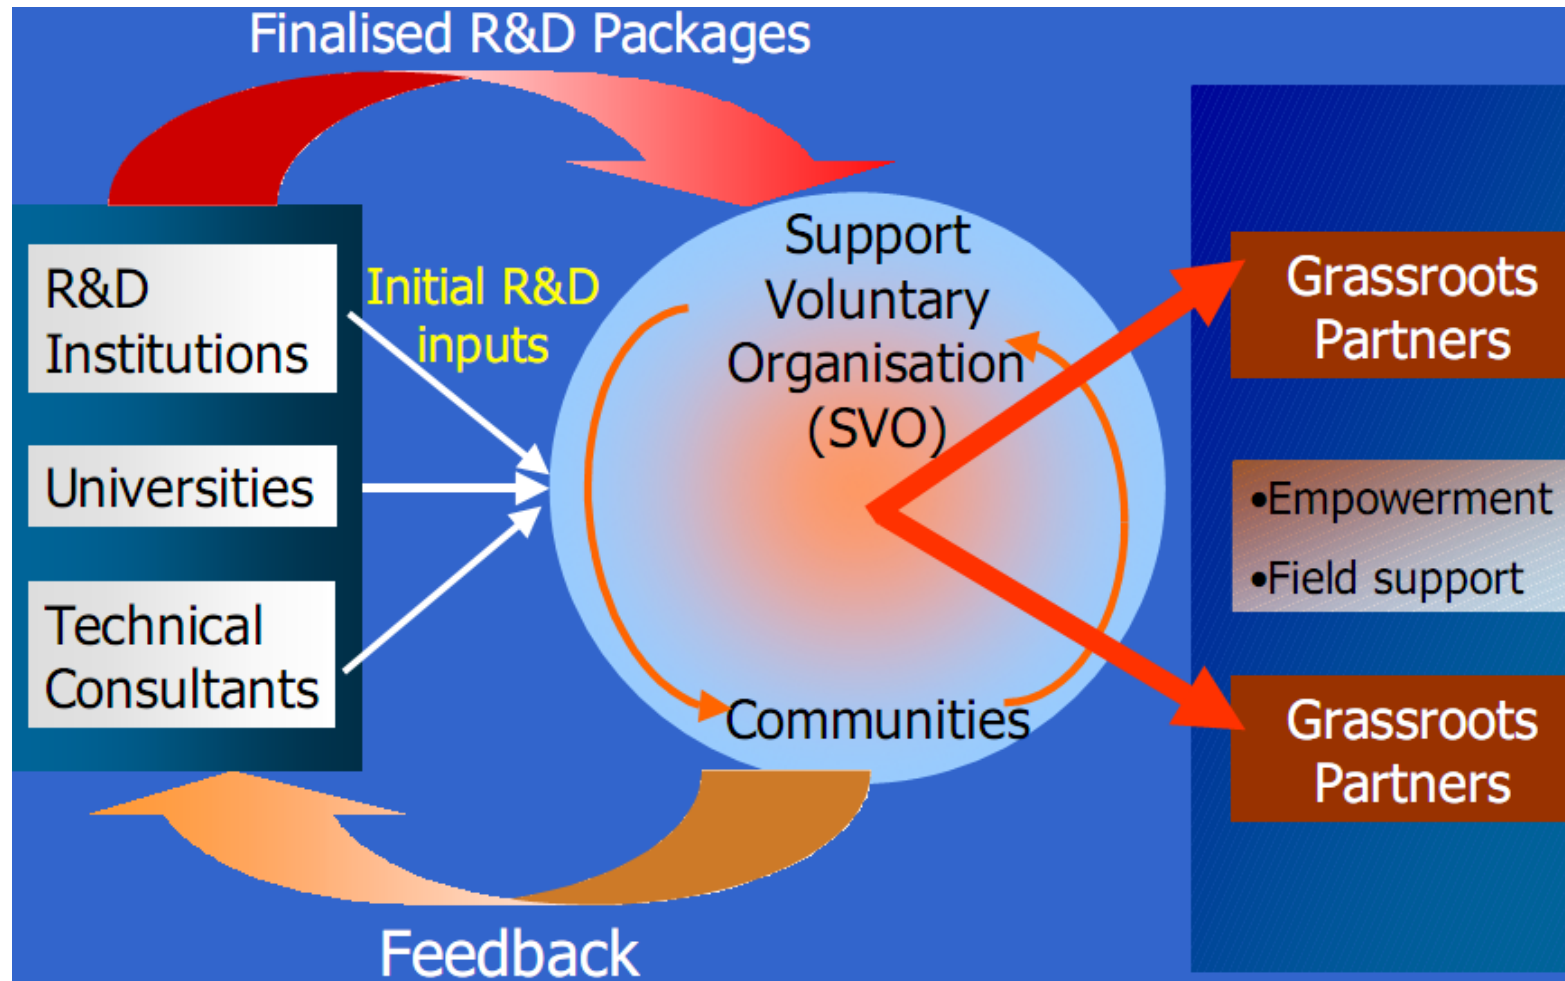 Finalised R&D Packages
R&D
Institutions
Universities
Technical
Consultants
Initial R&D
inputs
Support
Voluntary
Organisation
(SVO)
Communities
Grassroots
Partners
•Empowerment
•Field support
Grassroots
Partners
Feedback